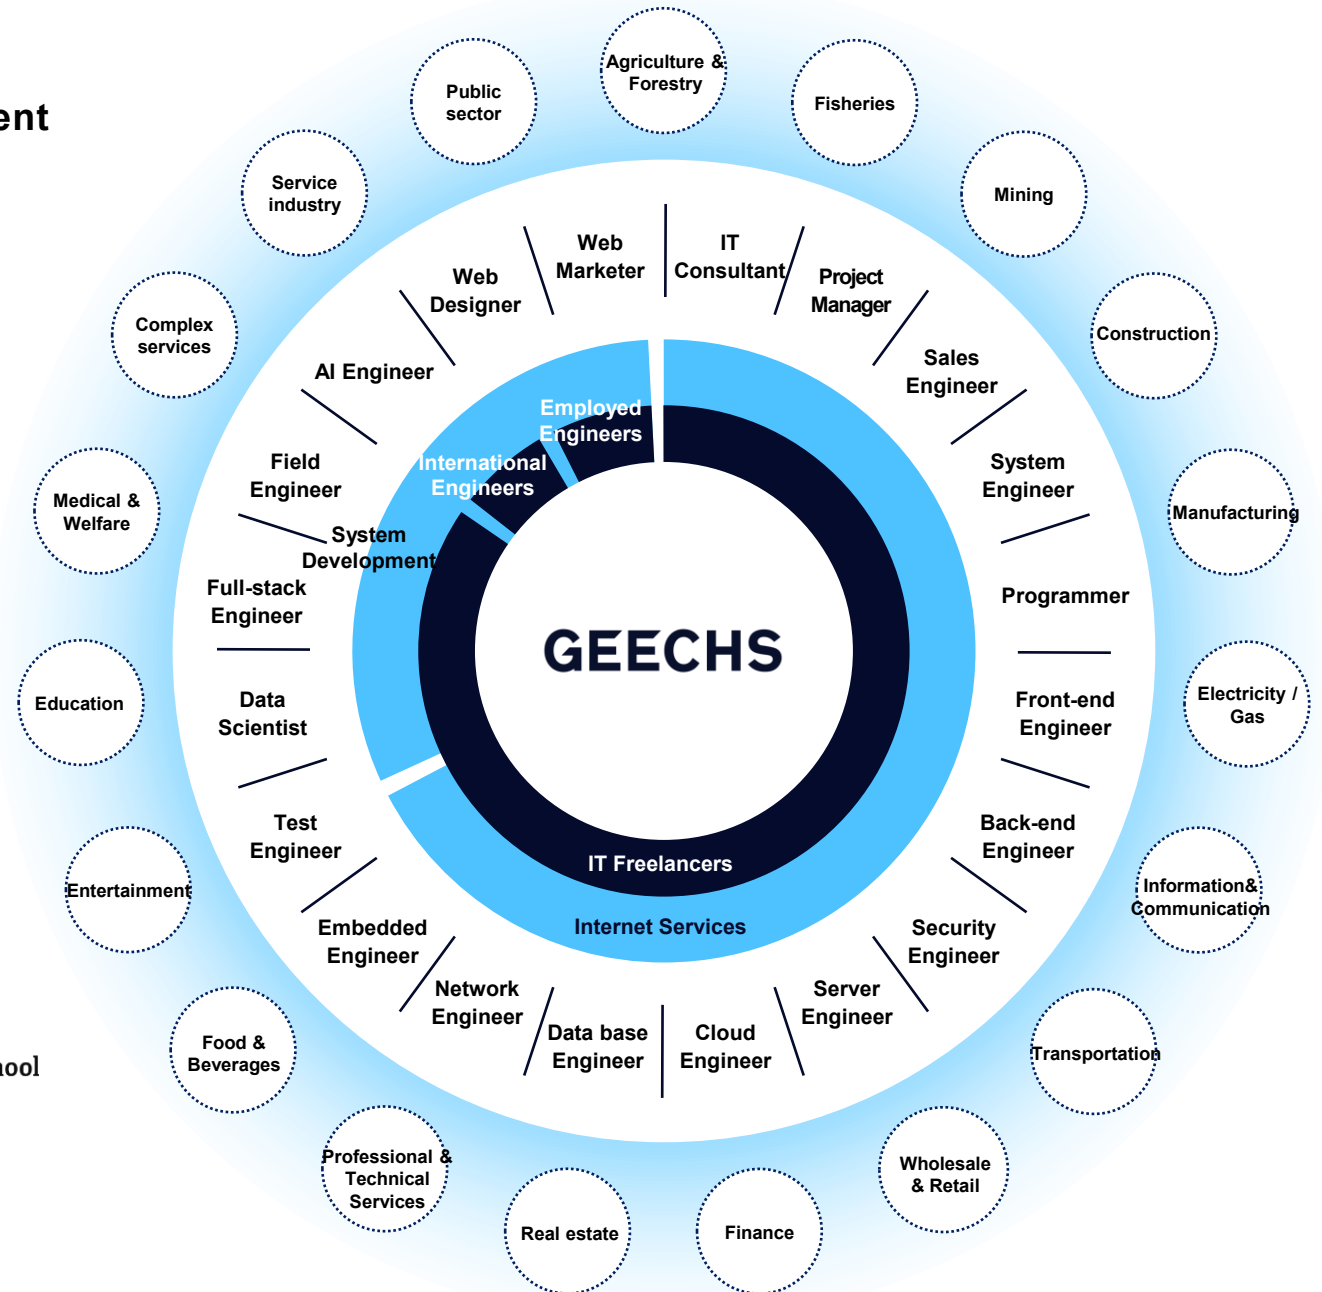 ent
Agriculture &
Forestry
Fisheries
Mining
Construction
Manufacturing
Electricity /
Gas
Information&
Communication
Transportation
Wholesale
& Retail
Finance
Real estate
Professional &
Technical
Services
Food &
Beverages
Entertainment
Education
Medical &
Welfare
Complex
services
Service
industry
Public
sector
IT
Consultant
Project
Manager
Sales
Engineer
System
Engineer
Programmer
Front-end
Engineer
Back-end
Engineer
Security
Engineer
Server
Engineer
Cloud
Engineer
Data base
Engineer
Network
Engineer
Embedded
Engineer
Test
Engineer
Data
Scientist
Full-stack
Engineer
Field
Engineer
AI Engineer
Web
Designer
Web
Marketer
Employed
Engineers
International
Engineers
System
Development
GEECHS
IT Freelancers
Internet Services
ool